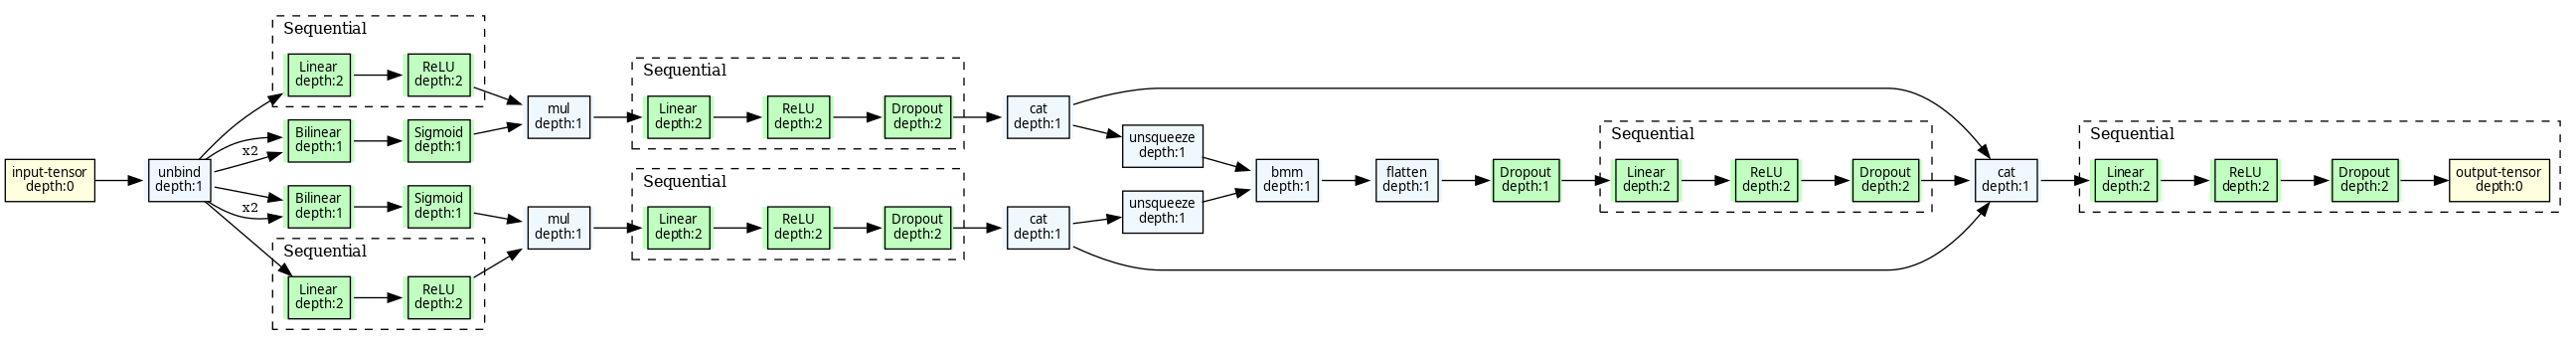 input-tensor
depth:0
unbind
depth:1
Sequential
Linear
depth:2
ReLU
depth:2
x2
Bilinear
depth:1
Sigmoid
depth:1
x2
Bilinear
depth:1
Sigmoid
depth:1
Sequential
Linear
depth:2
ReLU
depth:2
mul
depth:1
mul
depth:1
Sequential
Linear
depth:2
ReLU
depth:2
Dropout
depth:2
Sequential
Linear
depth:2
ReLU
depth:2
Dropout
depth:2
cat
depth:1
cat
depth:1
unsqueeze
depth:1
unsqueeze
depth:1
bmm
depth:1
flatten
depth:1
Dropout
depth:1
Sequential
Linear
depth:2
ReLU
depth:2
Dropout
depth:2
cat
depth:1
Sequential
Linear
depth:2
ReLU
depth:2
Dropout
depth:2
output-tensor
depth:0